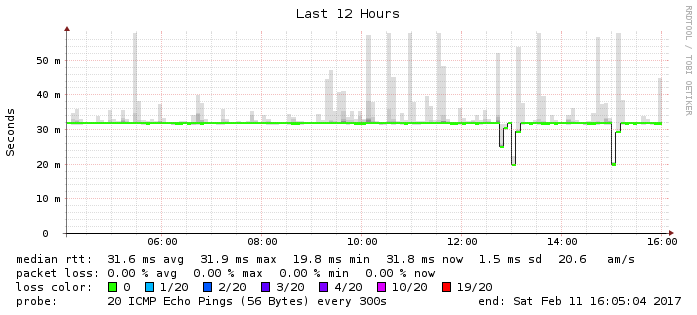 Last 12 Hours
RRDTOOL / TOBI OETIKER
Seconds
50 m
40 m
30 m
20 m
10 m
0
06:00 08:00 10:00 12:00 14:00 16:00
median rtt: 31.6 ms avg 31.9 ms max 19.8 ms min 31.8 ms now 1.5 ms sd 20.6 am/s
packet loss: 0.00 % avg 0.00 % max 0.00 % min 0.00 % now
loss color: 0 1/20 2/20 3/20 4/20 10/20 19/20
probe: 20 ICMP Echo Pings (56 Bytes) every 300s end: Sat Feb 11 16:05:04 2017